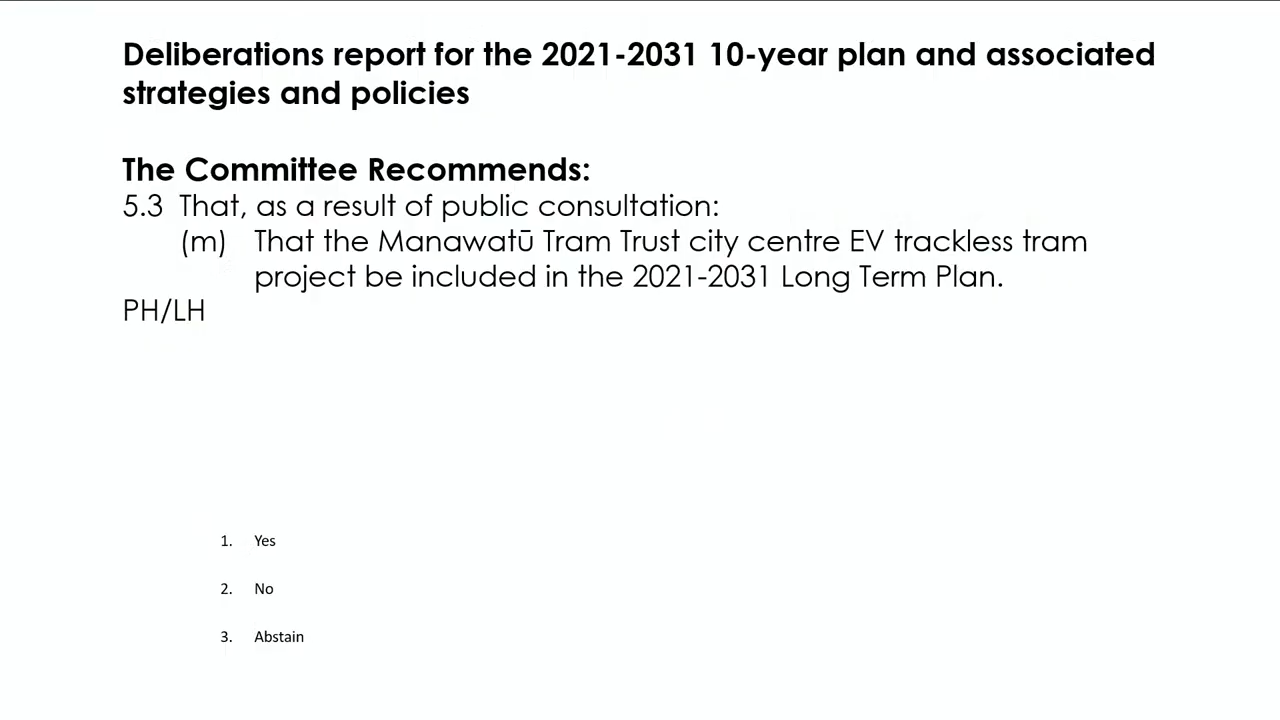 Deliberations report for the 2021-2031 10-year plan and associated
strategies and policies
The Committee Recommends:
5.3 That, as a result of public consultation:
(m) That the Manawatū Tram Trust city centre EV trackless tram
project be included in the 2021-2031 Long Term Plan.
PH/LH
1. Yes
2. No
3. Abstain